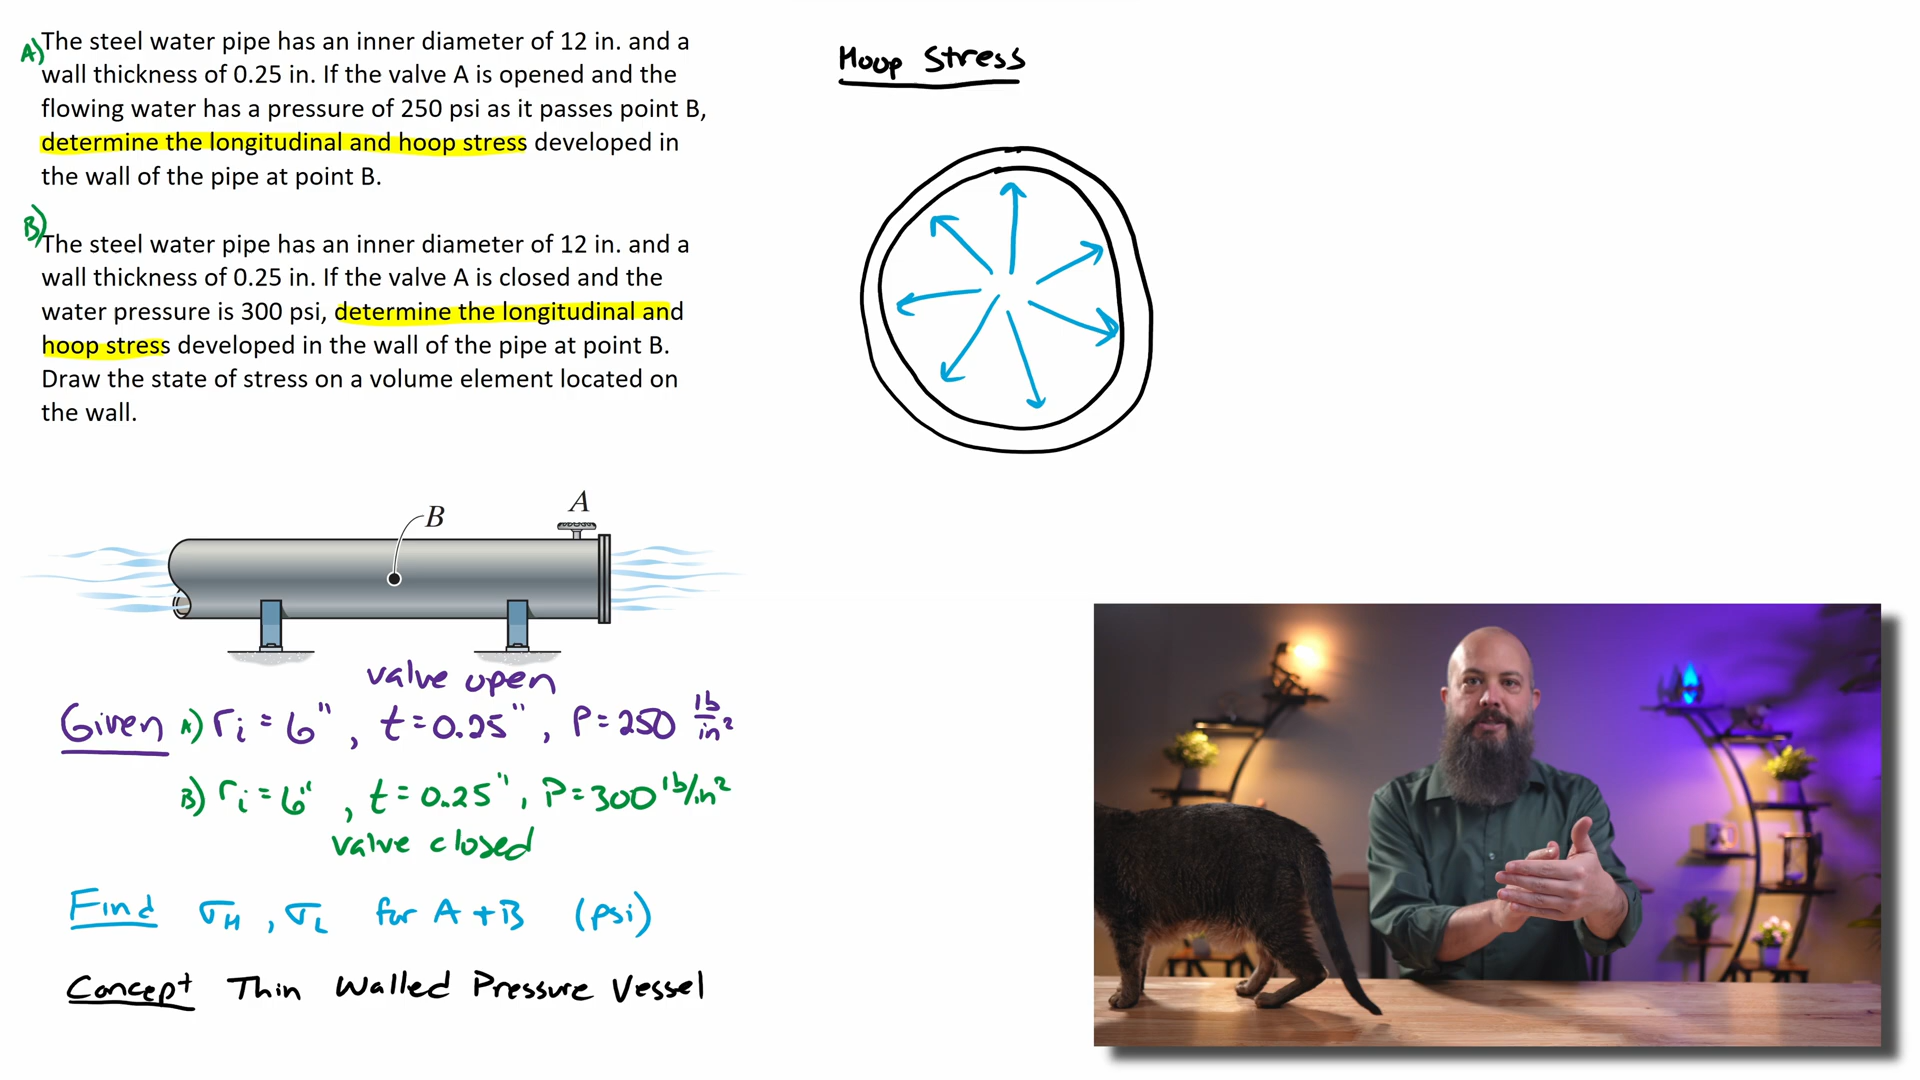 A)
The steel water pipe has an inner diameter of 12 in. and a
wall thickness of 0.25 in. If the valve A is opened and the
flowing water has a pressure of 250 psi as it passes point B,
determine the longitudinal and hoop stress developed in
the wall of the pipe at point B.
B)
The steel water pipe has an inner diameter of 12 in. and a
wall thickness of 0.25 in. If the valve A is closed and the
water pressure is 300 psi, determine the longitudinal and
hoop stress developed in the wall of the pipe at point B.
Draw the state of stress on a volume element located on
the wall.
B
A
valve open
Given A) ri = 6", t = 0.25", P = 250 lb/in²
B) ri = 6", t = 0.25", P = 300 lb/in²
valve closed
Find σH, σL for A + B (psi)
Concept Thin Walled Pressure Vessel
Hoop Stress